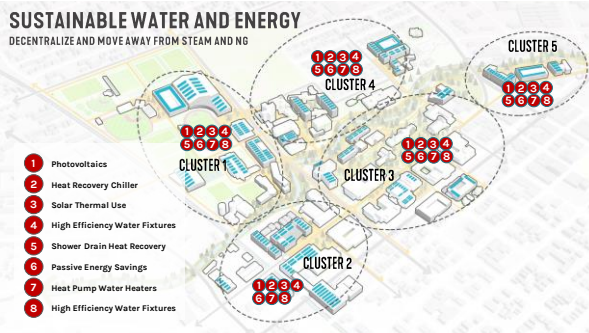 SUSTAINABLE WATER AND ENERGY
DECENTRALIZE AND MOVE AWAY FROM STEAM AND NG
CLUSTER 5
1 2 3 4
5 6 7 8
1 2 3 4
5 6 7 8
CLUSTER 4
1 2 3 4
5 6 7 8
CLUSTER 1
1 2 3 4
5 6 7 8
CLUSTER 3
CLUSTER 2
1 2 3 4
6 7 8
1 Photovoltaics
2 Heat Recovery Chiller
3 Solar Thermal Use
4 High Efficiency Water Fixtures
5 Shower Drain Heat Recovery
6 Passive Energy Savings
7 Heat Pump Water Heaters
8 High Efficiency Water Fixtures